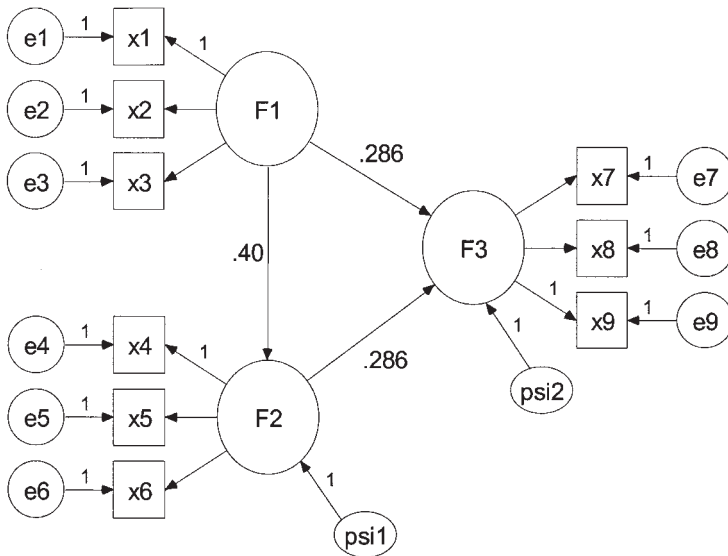 e1 1 x1 1
e2 1 x2 F1
e3 1 x3
.286
1 x7 1 e7
F3 x8 1 e8
1 x9 1 e9
.40
.286
1
psi2
e4 1 x4 1
e5 1 x5 F2
e6 1 x6
1
psi1